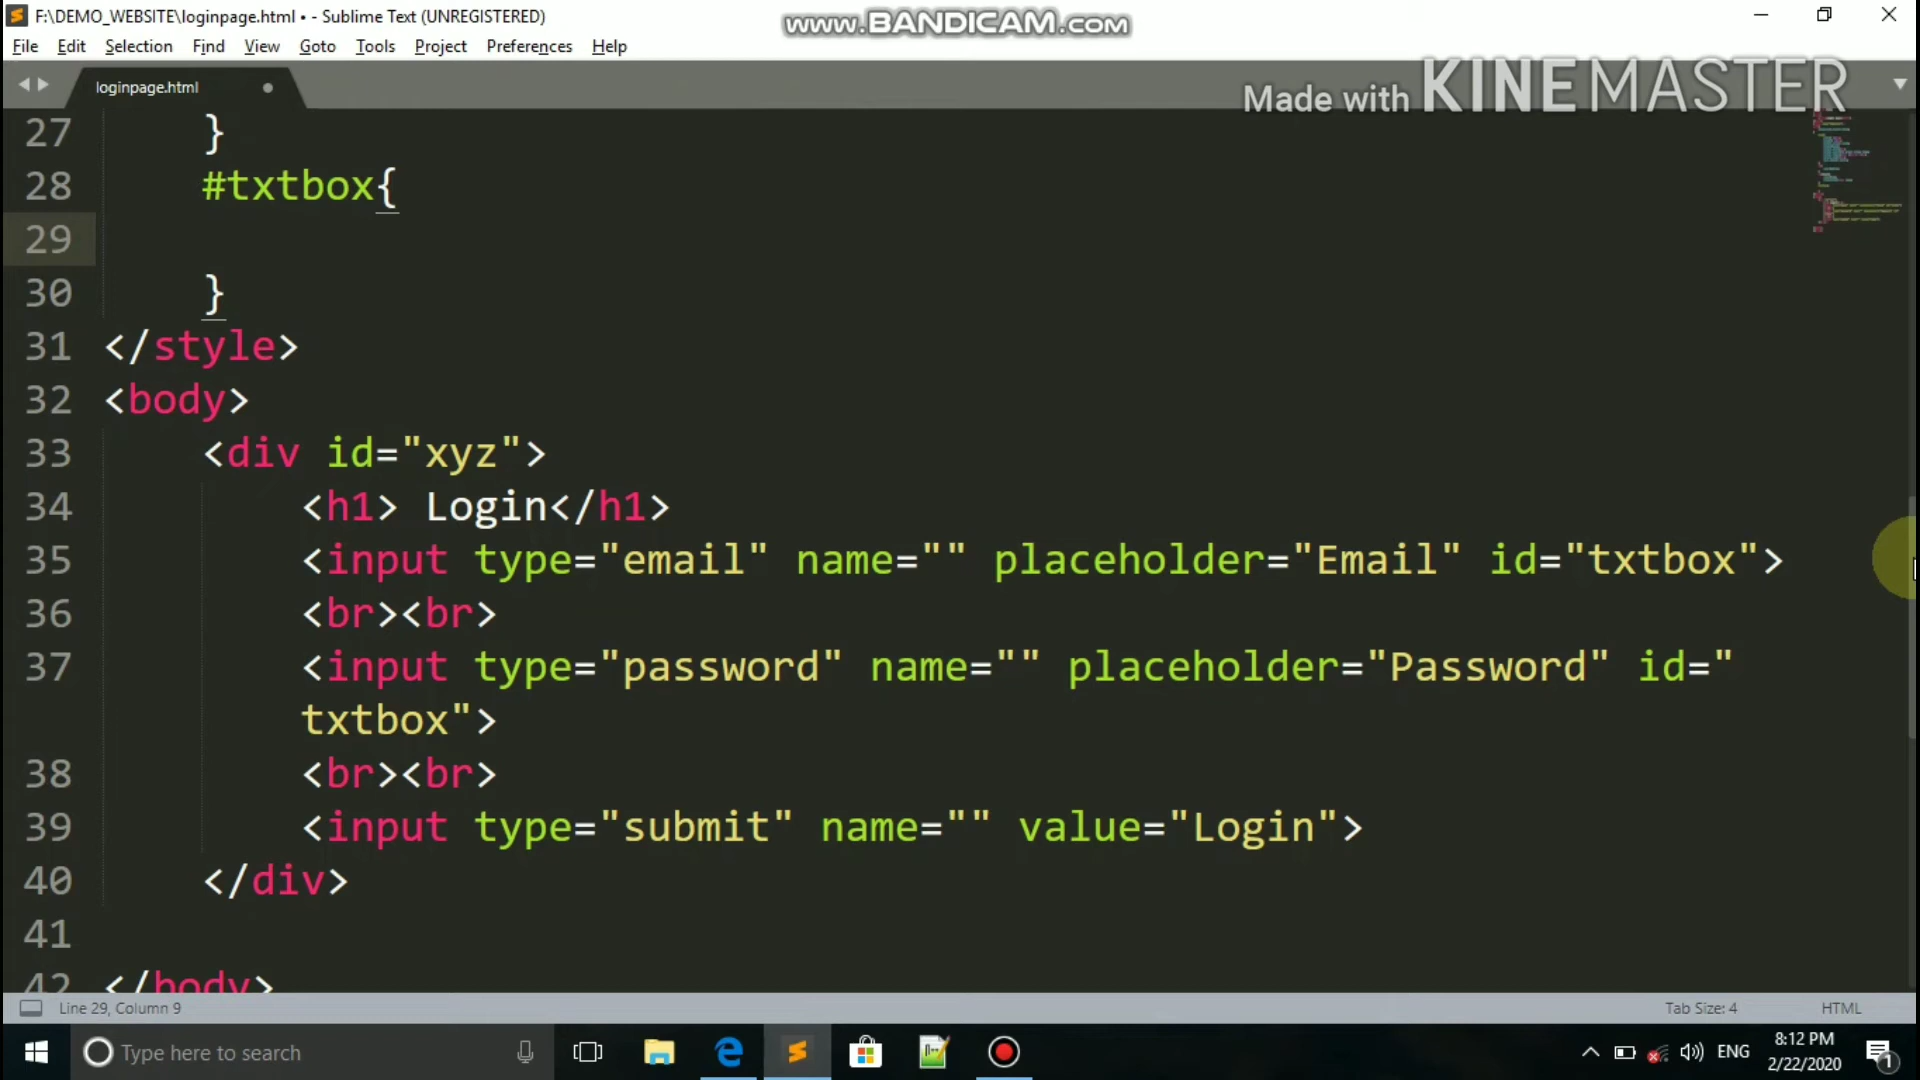 F:\DEMO_WEBSITE\loginpage.html • - Sublime Text (UNREGISTERED)
www.BANDICAM.com
File Edit Selection Find View Goto Tools Project Preferences Help
loginpage.html
Made with KINEMASTER
27 }
28 #txtbox{
29
30 }
31 </style>
32 <body>
33 <div id="xyz">
34 <h1> Login</h1>
35 <input type="email" name="" placeholder="Email" id="txtbox">
36 <br><br>
37 <input type="password" name="" placeholder="Password" id="
txtbox">
38 <br><br>
39 <input type="submit" name="" value="Login">
40 </div>
41
42 </body>
Line 29, Column 9 Tab Size: 4 HTML
Type here to search
ENG
8:12 PM
2/22/2020
1